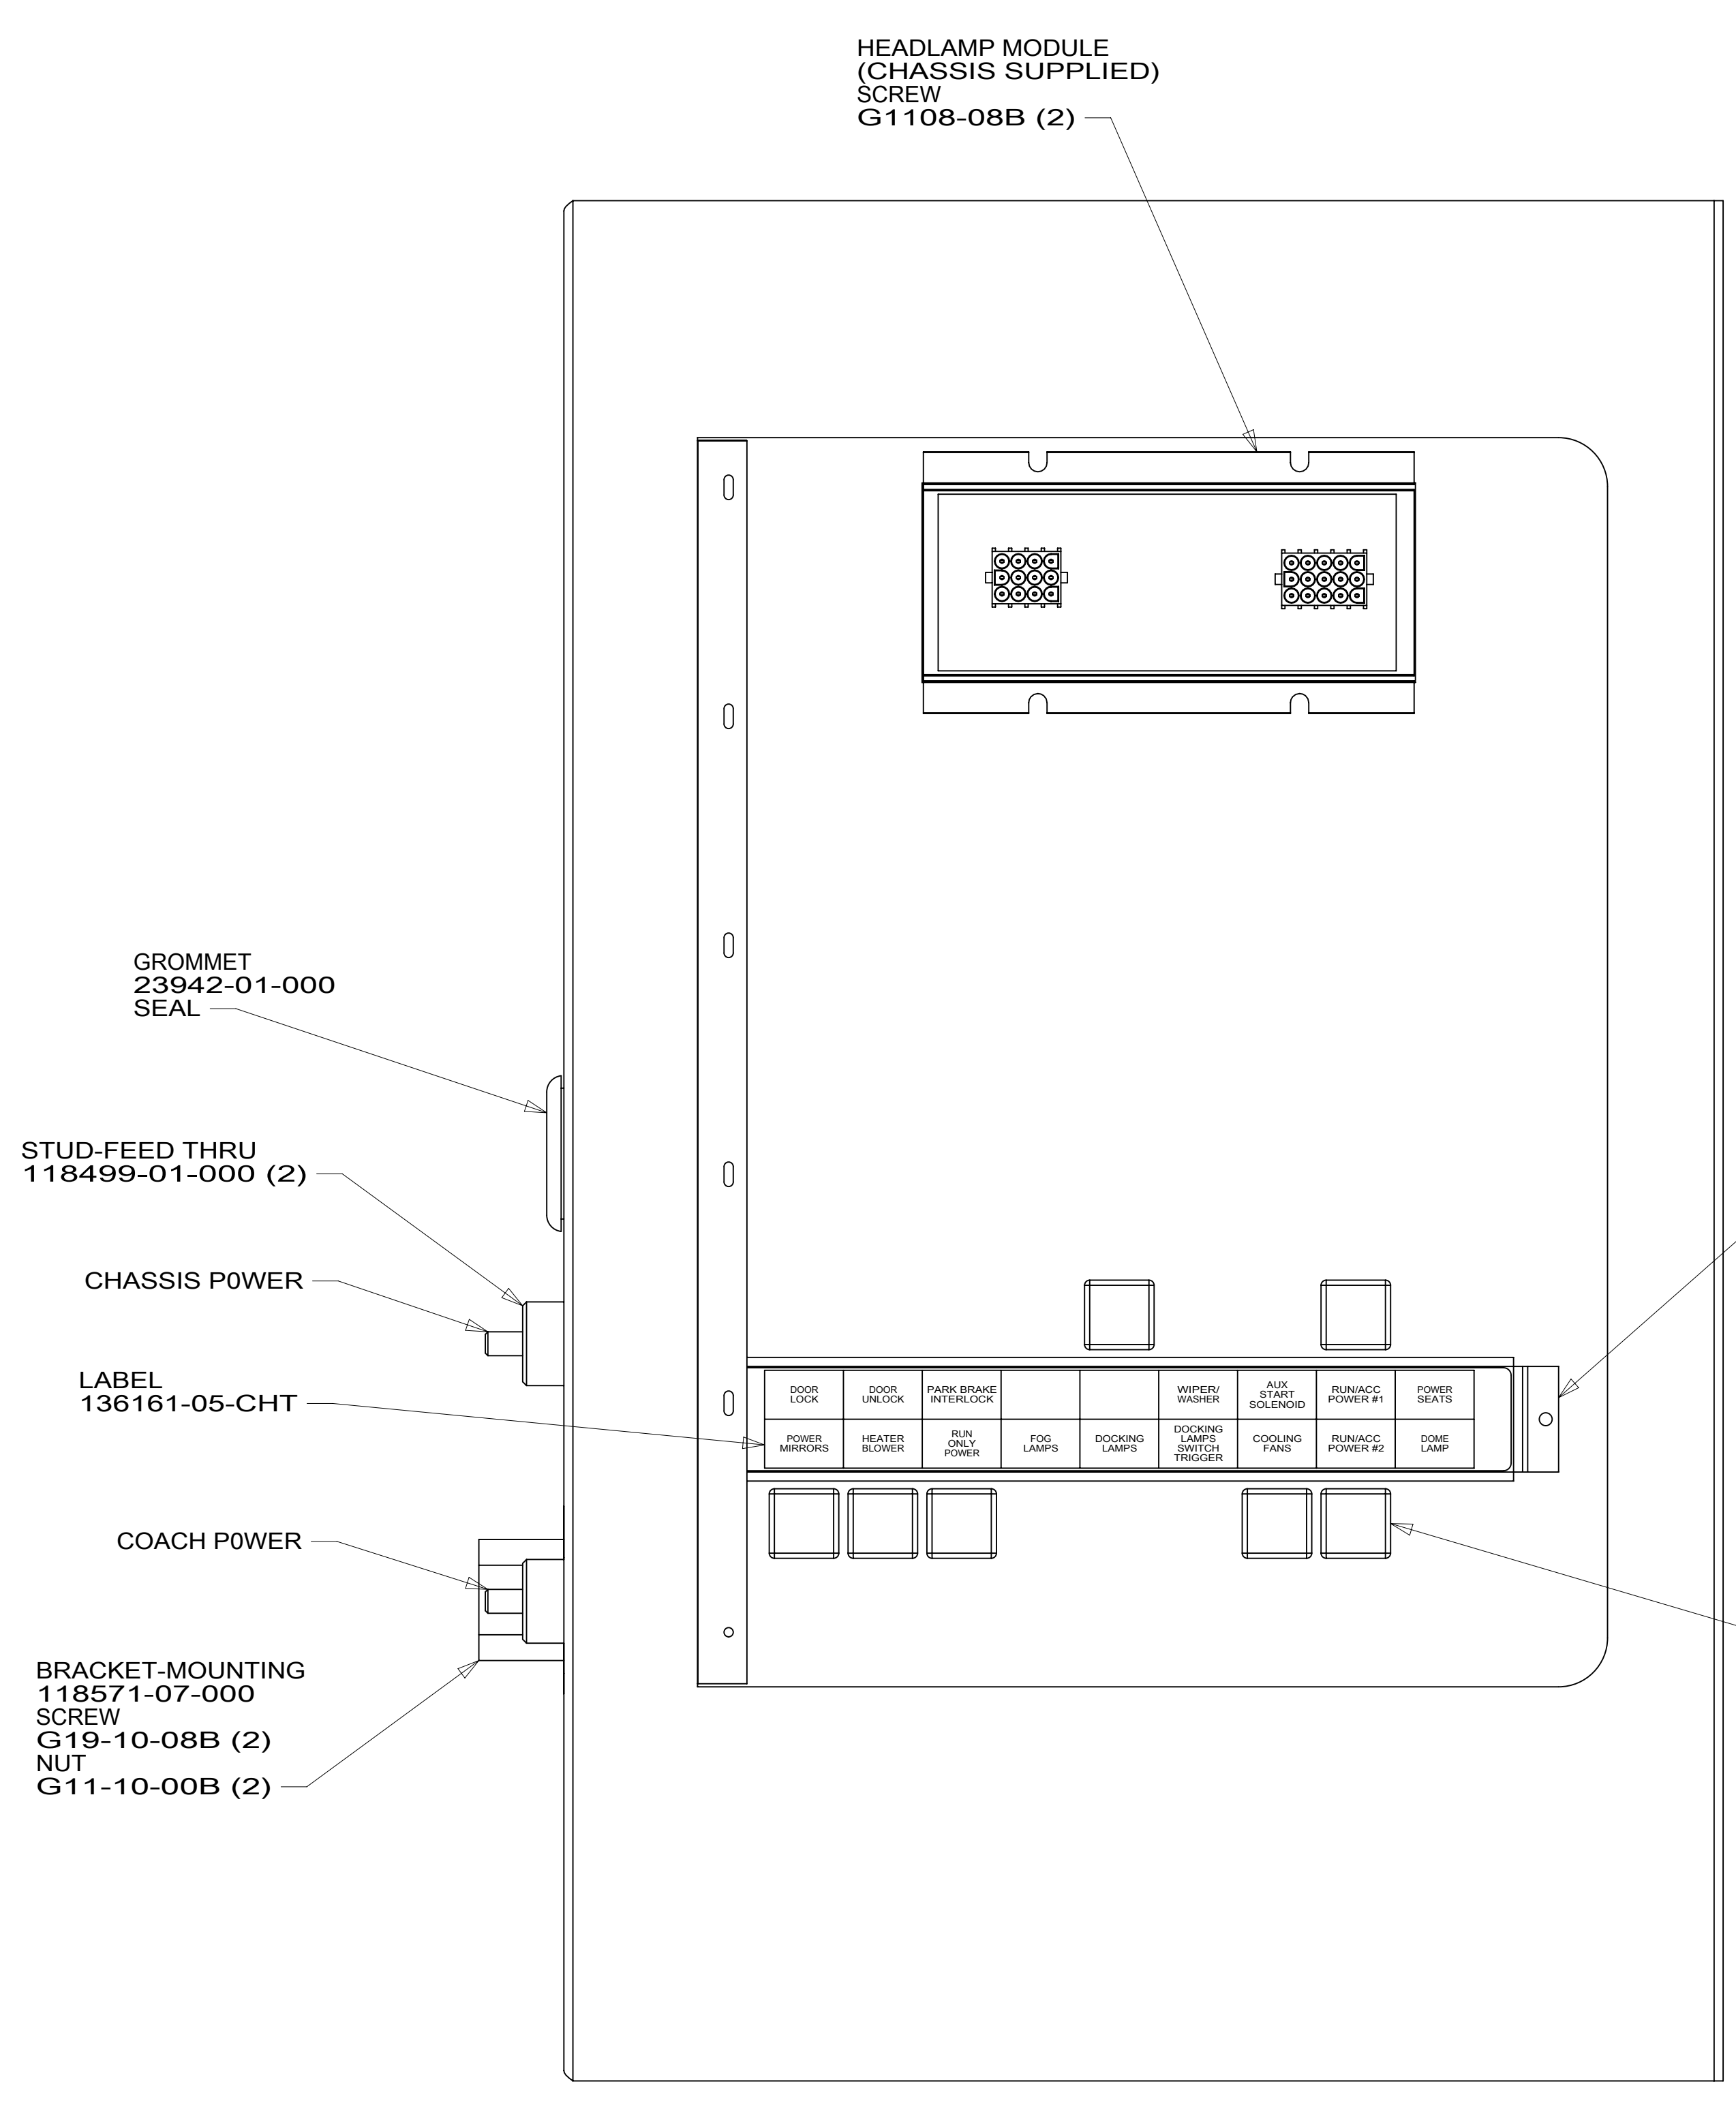 HEADLAMP MODULE
(CHASSIS SUPPLIED)
SCREW
G1108-08B (2)
GROMMET
23942-01-000
SEAL
STUD-FEED THRU
118499-01-000 (2)
CHASSIS P0WER
LABEL
136161-05-CHT
DOOR
LOCK
DOOR
UNLOCK
PARK BRAKE
INTERLOCK
WIPER/
WASHER
AUX
START
SOLENOID
RUN/ACC
POWER #1
POWER
SEATS
POWER
MIRRORS
HEATER
BLOWER
RUN
ONLY
POWER
FOG
LAMPS
DOCKING
LAMPS
DOCKING
LAMPS
SWITCH
TRIGGER
COOLING
FANS
RUN/ACC
POWER #2
DOME
LAMP
COACH P0WER
BRACKET-MOUNTING
118571-07-000
SCREW
G19-10-08B (2)
NUT
G11-10-00B (2)